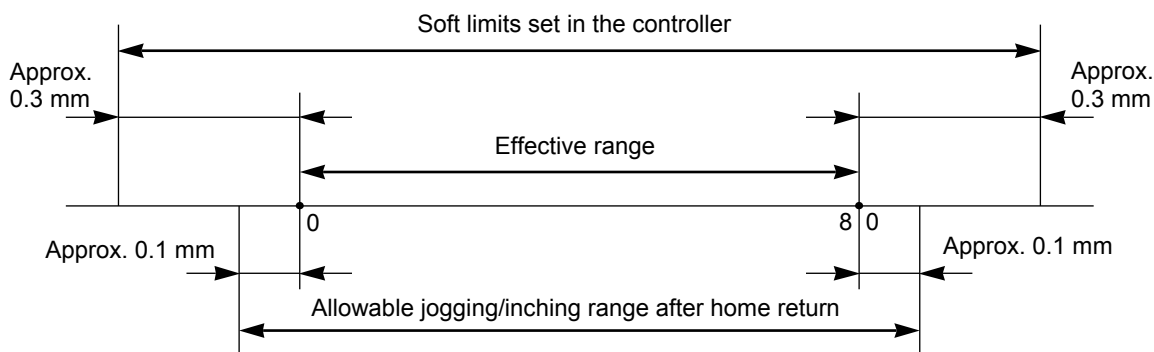 Soft limits set in the controller
Approx.
0.3 mm
Approx.
0.3 mm
Effective range
0
8 0
Approx. 0.1 mm
Approx. 0.1 mm
Allowable jogging/inching range after home return